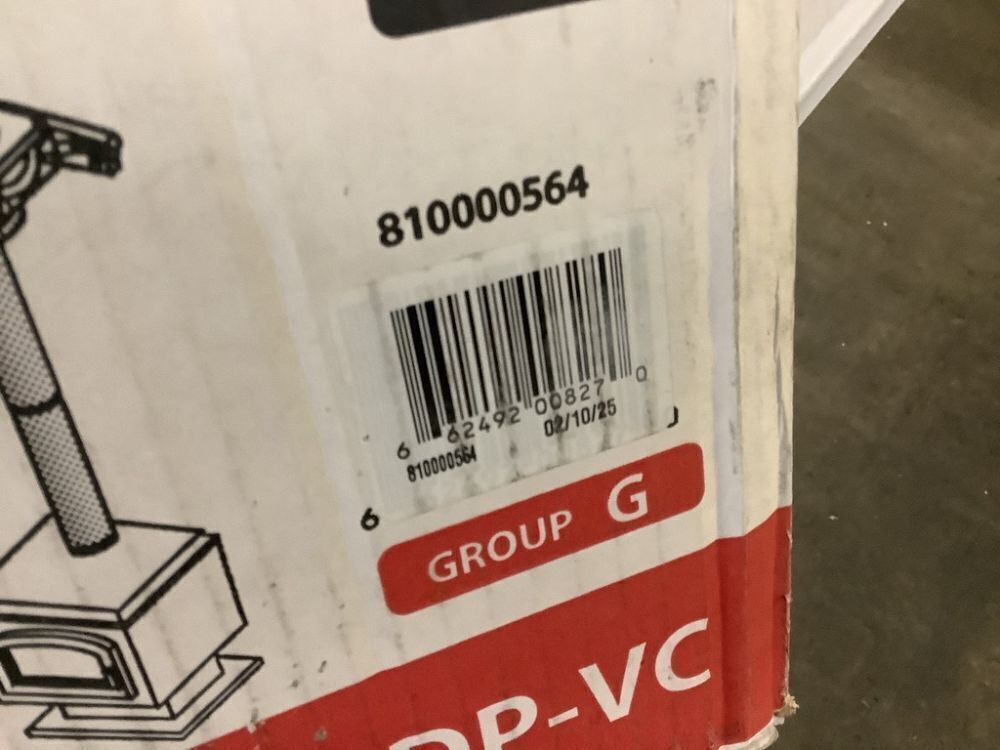 810000564
6 62492 00827 0
810000564 02/10/25
6
GROUP G
DP-VC